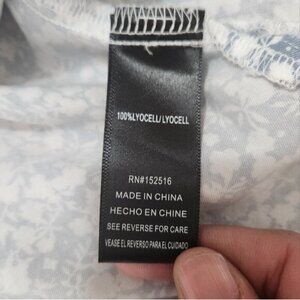 100%LYOCELL/LYOCELL
RN#152516
MADE IN CHINA
HECHO EN CHINE
SEE REVERSE FOR CARE
VEASE EL REVERSO PARA EL CUIDADO